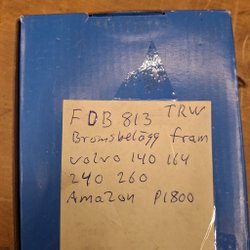 FDB 813 TRW
Bromsbelägg fram
volvo 140 164
240 260
Amazon P1800